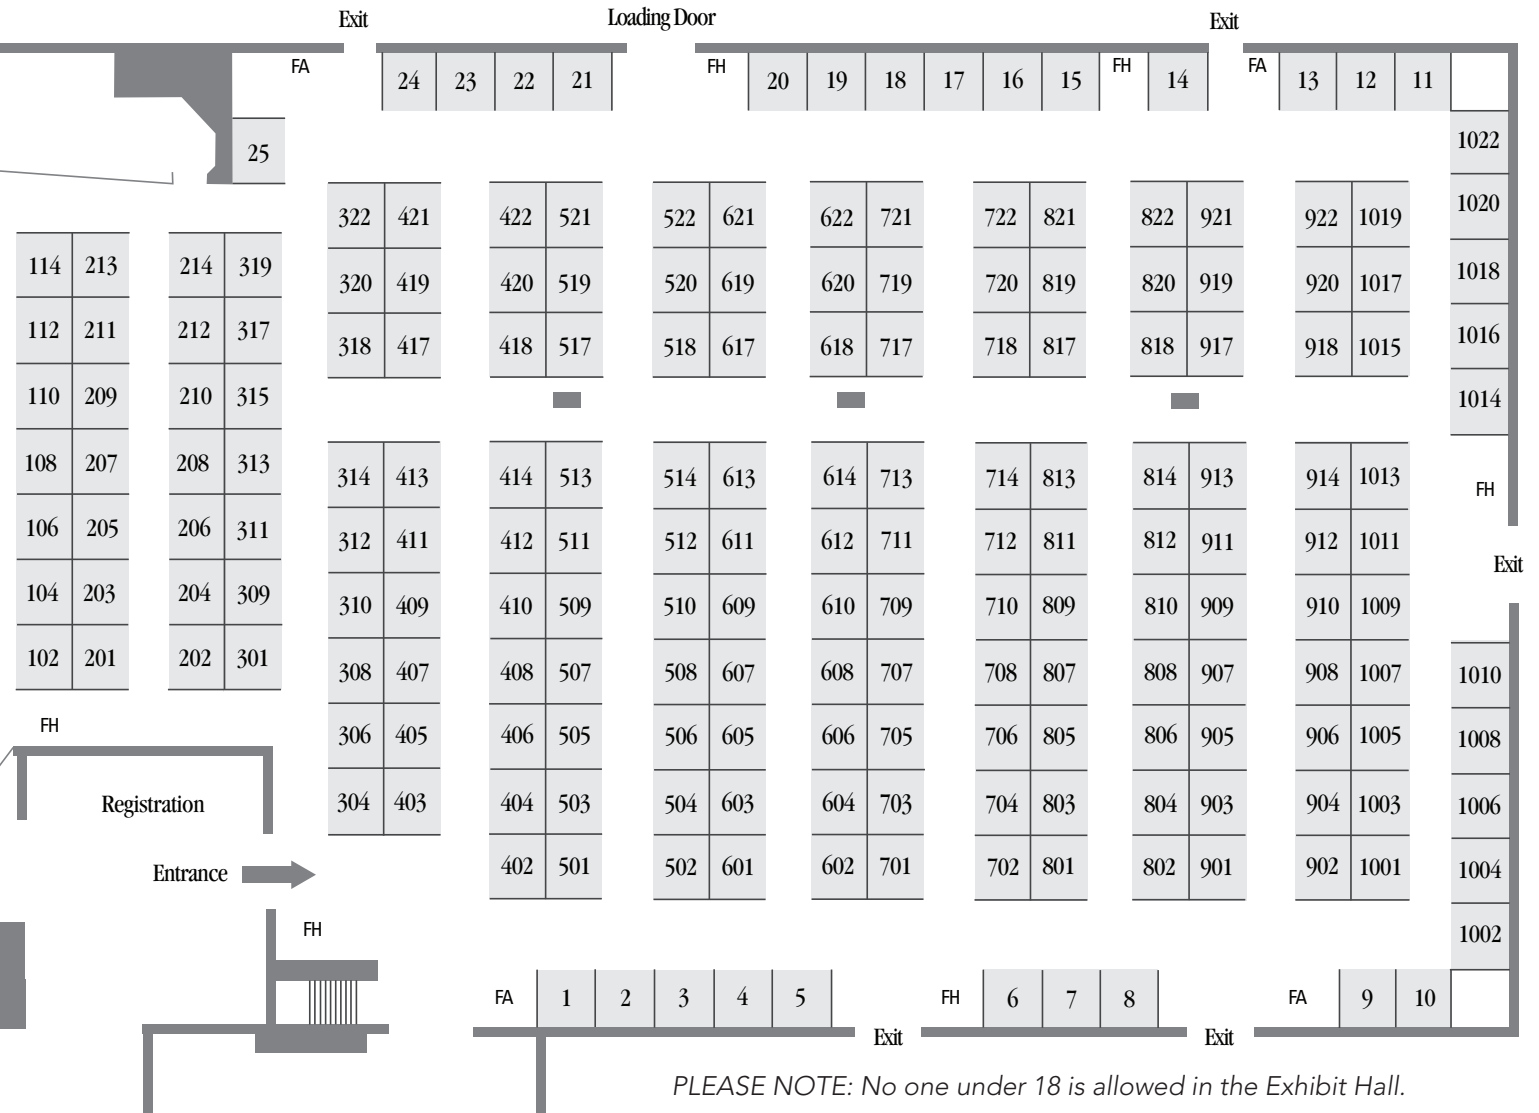 Exit Loading Door Exit
FA FH FH FA
24 23 22 21 20 19 18 17 16 15 14 13 12 11
1022
25
1020
322 421 422 521 522 621 622 721 722 821 822 921 922 1019
114 213 214 319
1018
320 419 420 519 520 619 620 719 720 819 820 919 920 1017
112 211 212 317
1016
318 417 418 517 518 617 618 717 718 817 818 917 918 1015
110 209 210 315
1014
108 207 208 313
314 413 414 513 514 613 614 713 714 813 814 913 914 1013
FH
106 205 206 311
312 411 412 511 512 611 612 711 712 811 812 911 912 1011
Exit
104 203 204 309
310 409 410 509 510 609 610 709 710 809 810 909 910 1009
102 201 202 301
308 407 408 507 508 607 608 707 708 807 808 907 908 1007
1010
FH
306 405 406 505 506 605 606 705 706 805 806 905 906 1005
1008
Registration
304 403 404 503 504 603 604 703 704 803 804 903 904 1003
1006
Entrance
402 501 502 601 602 701 702 801 802 901 902 1001
1004
FH
1002
FA 1 2 3 4 5 FH 6 7 8 FA 9 10
Exit Exit
PLEASE NOTE: No one under 18 is allowed in the Exhibit Hall.